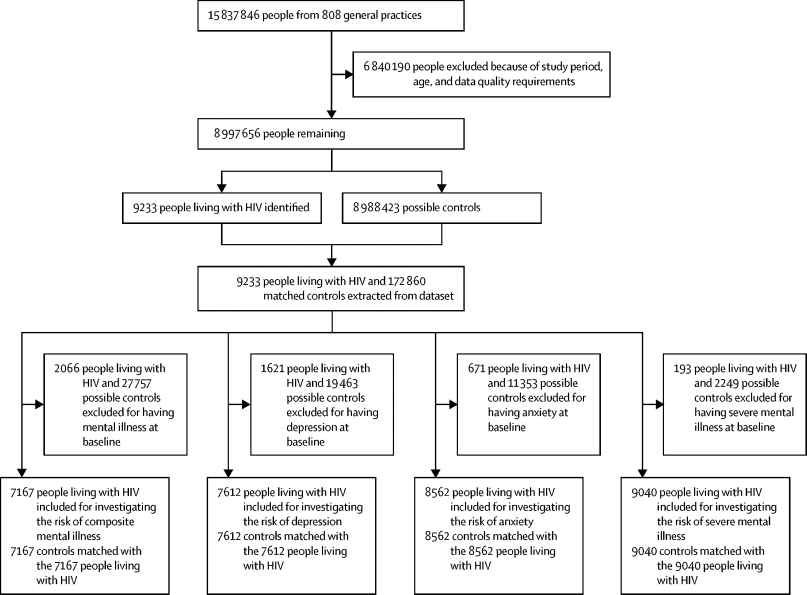 15 837 846 people from 808 general practices
6 840 190 people excluded because of study period,
age, and data quality requirements
8 997 656 people remaining
9233 people living with HIV identified
8 988 423 possible controls
9233 people living with HIV and 172 860
matched controls extracted from dataset
2066 people living with
HIV and 27 757
possible controls
excluded for having
mental illness at
baseline
1621 people living with
HIV and 19 463
possible controls
excluded for having
depression at
baseline
671 people living with HIV
and 11 353 possible
controls excluded for
having anxiety at
baseline
193 people living with HIV
and 2249 possible
controls excluded for
having severe mental
illness at baseline
7167 people living with HIV
included for investigating
the risk of composite
mental illness
7167 controls matched with
the 7167 people living
with HIV
7612 people living with HIV
included for investigating
the risk of depression
7612 controls matched with
the 7612 people living
with HIV
8562 people living with HIV
included for investigating
the risk of anxiety
8562 controls matched with
the 8562 people living
with HIV
9040 people living with HIV
included for investigating
the risk of severe mental
illness
9040 controls matched with
the 9040 people living
with HIV